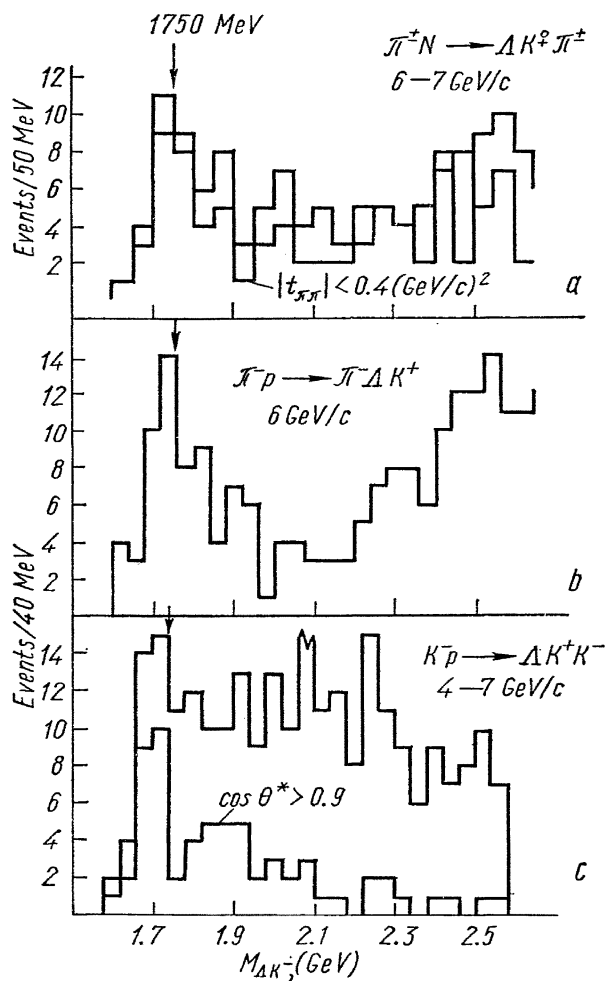 1750 MeV
π± N → ΛK⁰± π±
6—7 GeV/c
12
10
8
6
4
2
Events/50 MeV
|tππ| < 0.4 (GeV/c)²
a
14
12
10
8
6
4
2
π⁻p → π⁻ΛK⁺
6 GeV/c
b
Events/40 MeV
14
12
10
8
6
4
2
K⁻p → ΛK⁺K⁻
4—7 GeV/c
cos θ* > 0.9
c
1.7 1.9 2.1 2.3 2.5
(GeV)